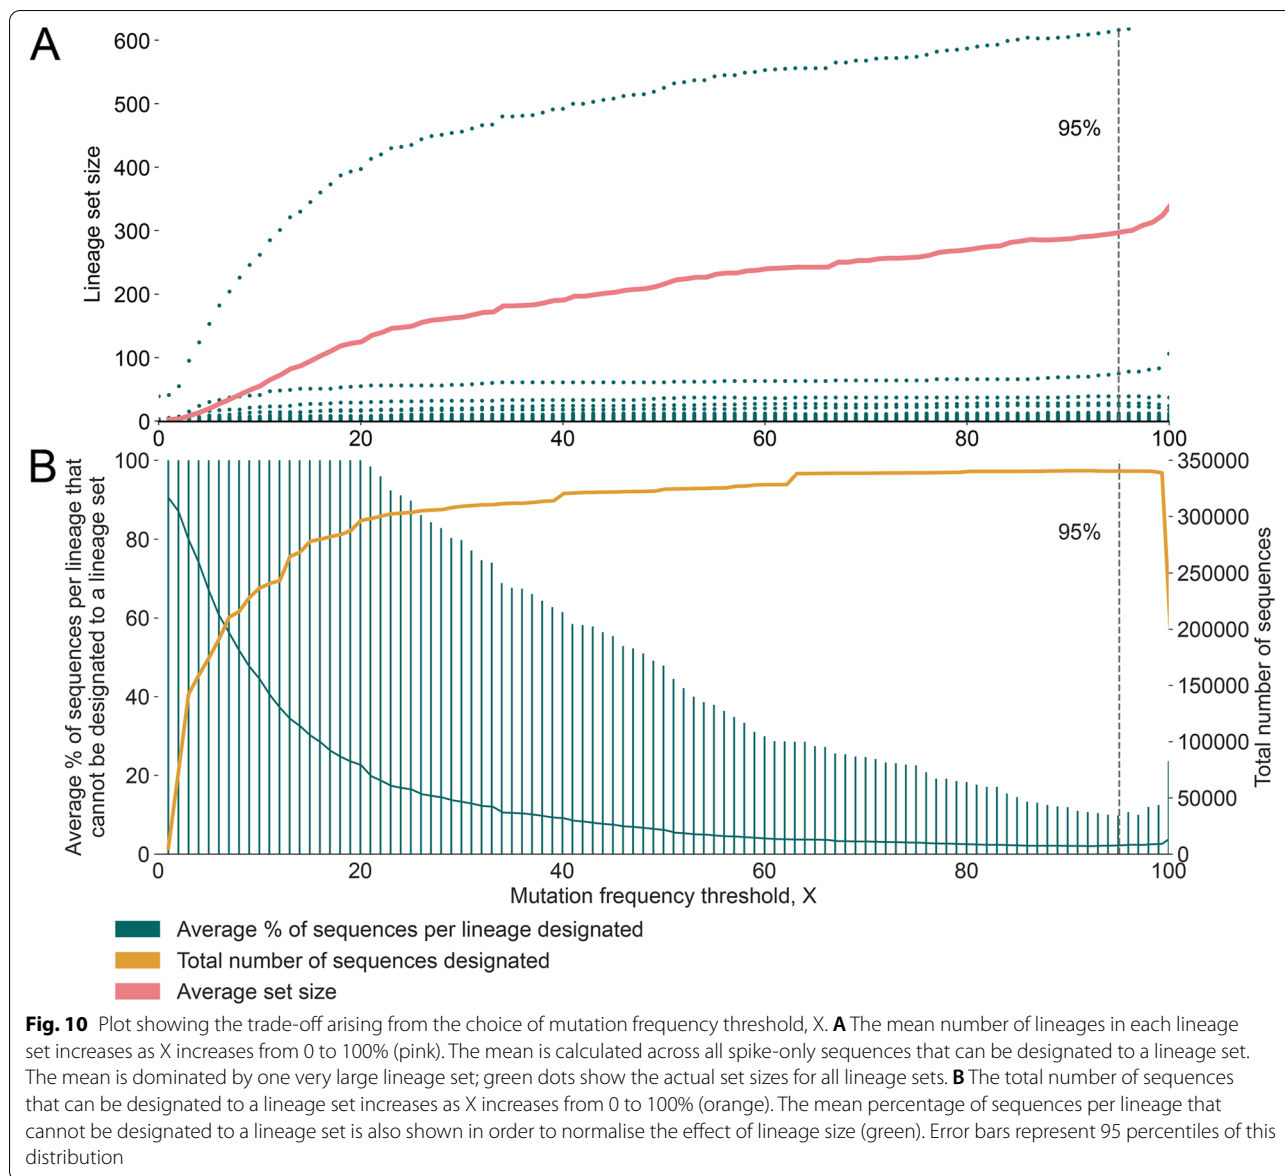 A
600
500
400
300
200
100
0
Lineage set size
95%
0 20 40 60 80 100
B
100
80
60
40
20
0
Average % of sequences per lineage that
cannot be designated to a lineage set
95%
350000
300000
250000
200000
150000
100000
50000
0
Total number of sequences
0 20 40 60 80 100
Mutation frequency threshold, X
Average % of sequences per lineage designated
Total number of sequences designated
Average set size
Fig. 10 Plot showing the trade-off arising from the choice of mutation frequency threshold, X. A The mean number of lineages in each lineage
set increases as X increases from 0 to 100% (pink). The mean is calculated across all spike-only sequences that can be designated to a lineage set.
The mean is dominated by one very large lineage set; green dots show the actual set sizes for all lineage sets. B The total number of sequences
that can be designated to a lineage set increases as X increases from 0 to 100% (orange). The mean percentage of sequences per lineage that
cannot be designated to a lineage set is also shown in order to normalise the effect of lineage size (green). Error bars represent 95 percentiles of this
distribution